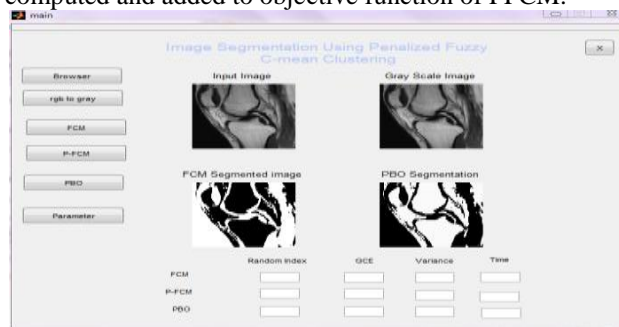 computed and added to objective function of PFCM.
main
Image Segmentation Using Penalized Fuzzy
C-mean Clustering
×
Browser
rgb to gray
FCM
P-FCM
PBO
Parameter
Input Image
Gray Scale Image
FCM Segmented image
PBO Segmentation
Random Index
GCE
Variance
Time
FCM
P-FCM
PBO